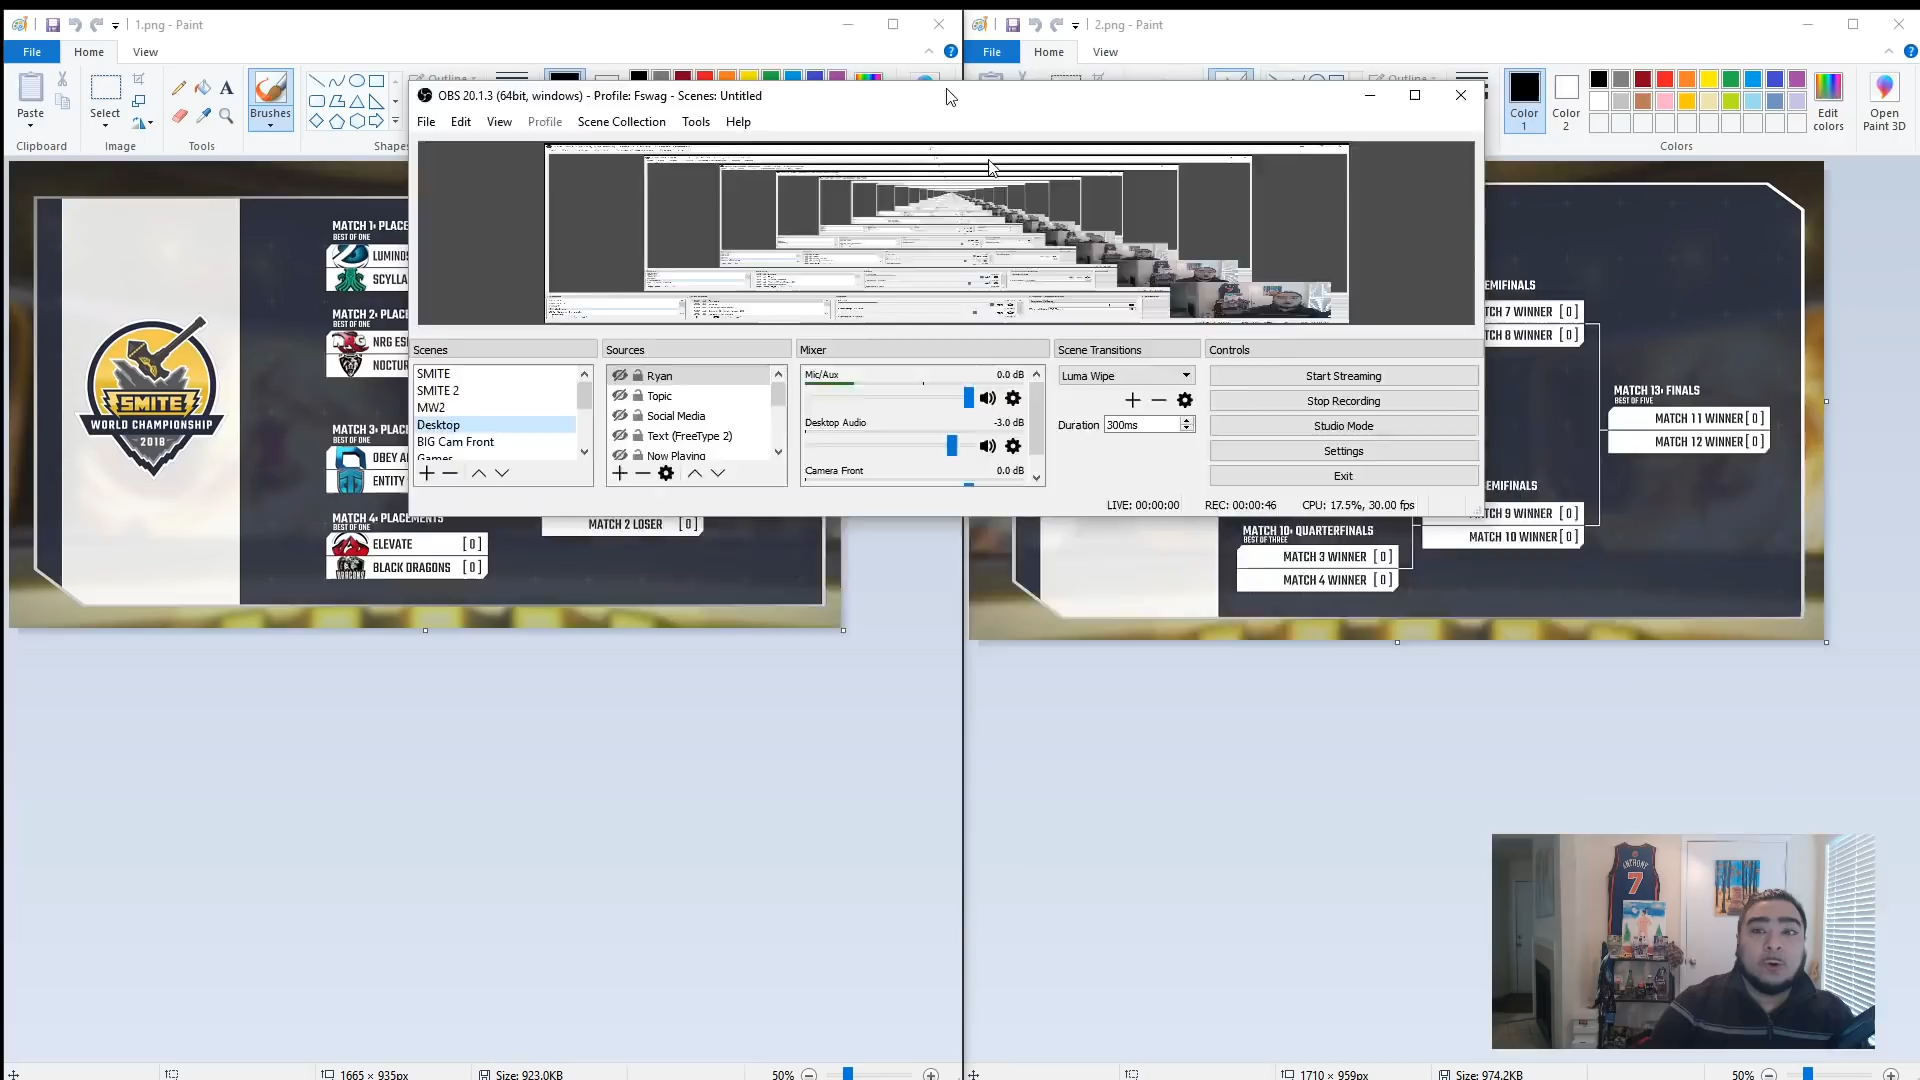 1.png - Paint
File
Home
View
Paste
Select
Brushes
Clipboard
Image
Tools
Shapes
2.png - Paint
File
Home
View
Color 1
Color 2
Edit colors
Open Paint 3D
Colors
OBS 20.1.3 (64bit, windows) - Profile: Fswag - Scenes: Untitled
File
Edit
View
Profile
Scene Collection
Tools
Help
Scenes
SMITE
SMITE 2
MW2
Desktop
BIG Cam Front
Games
Sources
Ryan
Topic
Social Media
Text (FreeType 2)
Now Playing
Mixer
Mic/Aux
0.0 dB
Desktop Audio
-3.0 dB
Camera Front
0.0 dB
Scene Transitions
Luma Wipe
Duration
300ms
Controls
Start Streaming
Stop Recording
Studio Mode
Settings
Exit
LIVE: 00:00:00
REC: 00:00:46
CPU: 17.5%, 30.00 fps
SMITE
WORLD CHAMPIONSHIP
2018
MATCH 1: PLACE
BEST OF ONE
LUMINOS
SCYLLA
MATCH 2: PLACE
BEST OF ONE
NRG ES
NOCTUR
MATCH 3: PLACE
BEST OF ONE
OBEY A
ENTITY
MATCH 4: PLACEMENTS
BEST OF ONE
ELEVATE [0]
BLACK DRAGONS [0]
MATCH 2 LOSER [0]
EMIFINALS
TCH 7 WINNER [0]
TCH 8 WINNER [0]
MATCH 13: FINALS
BEST OF FIVE
MATCH 11 WINNER [0]
MATCH 12 WINNER [0]
EMIFINALS
TCH 9 WINNER [0]
MATCH 10 WINNER [0]
MATCH 10: QUARTERFINALS
BEST OF THREE
MATCH 3 WINNER [0]
MATCH 4 WINNER [0]
ANTHONY
7
1665 × 935px
Size: 923.0KB
50%
1710 × 959px
Size: 974.2KB
50%